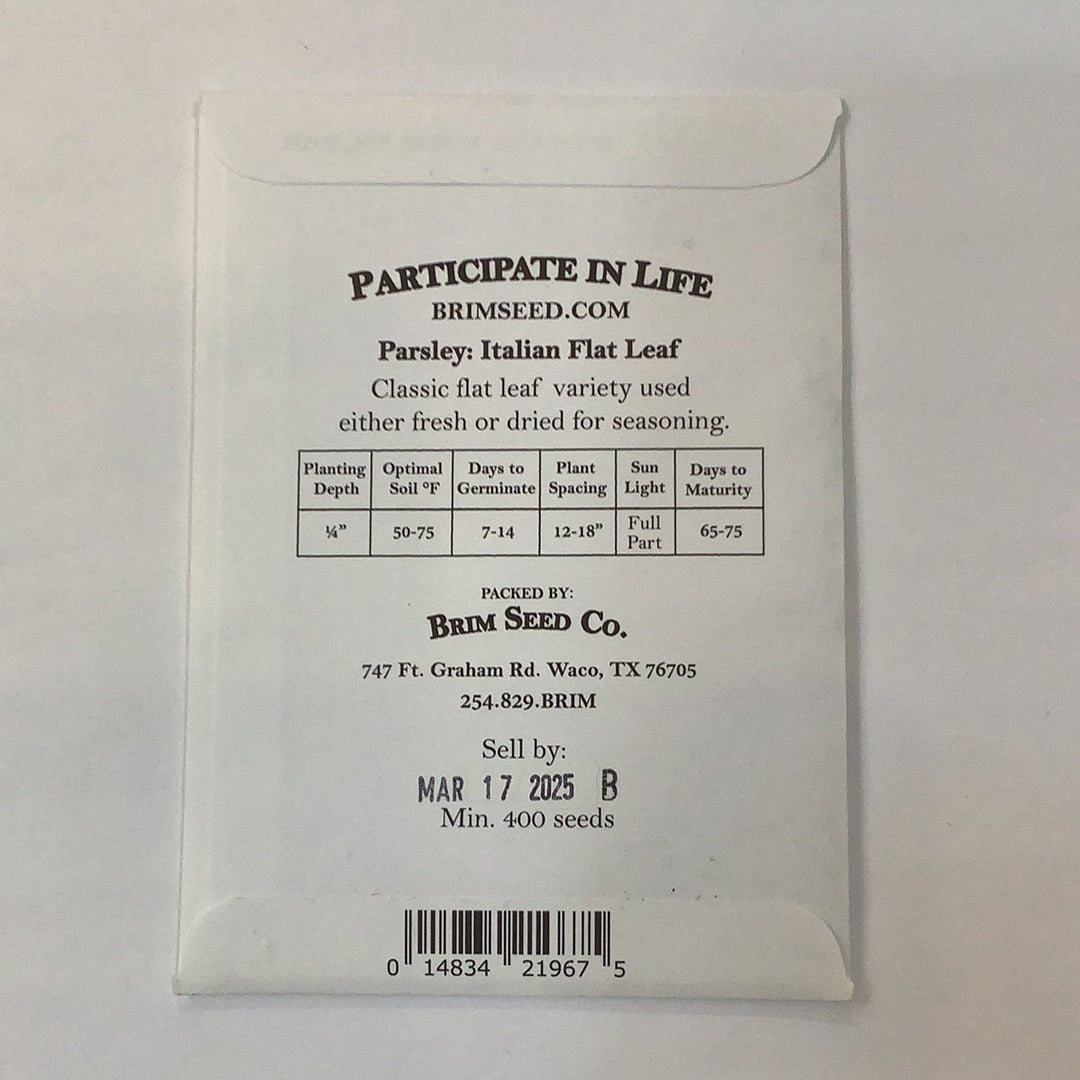 PARTICIPATE IN LIFE
BRIMSEED.COM
Parsley: Italian Flat Leaf
Classic flat leaf variety used
either fresh or dried for seasoning.
Planting Depth Optimal Soil °F Days to Germinate Plant Spacing Sun Light Days to Maturity
¼” 50-75 7-14 12-18” Full Part 65-75
PACKED BY:
BRIM SEED CO.
747 Ft. Graham Rd. Waco, TX 76705
254.829.BRIM
Sell by:
MAR 17 2025 B
Min. 400 seeds
0 14834 21967 5